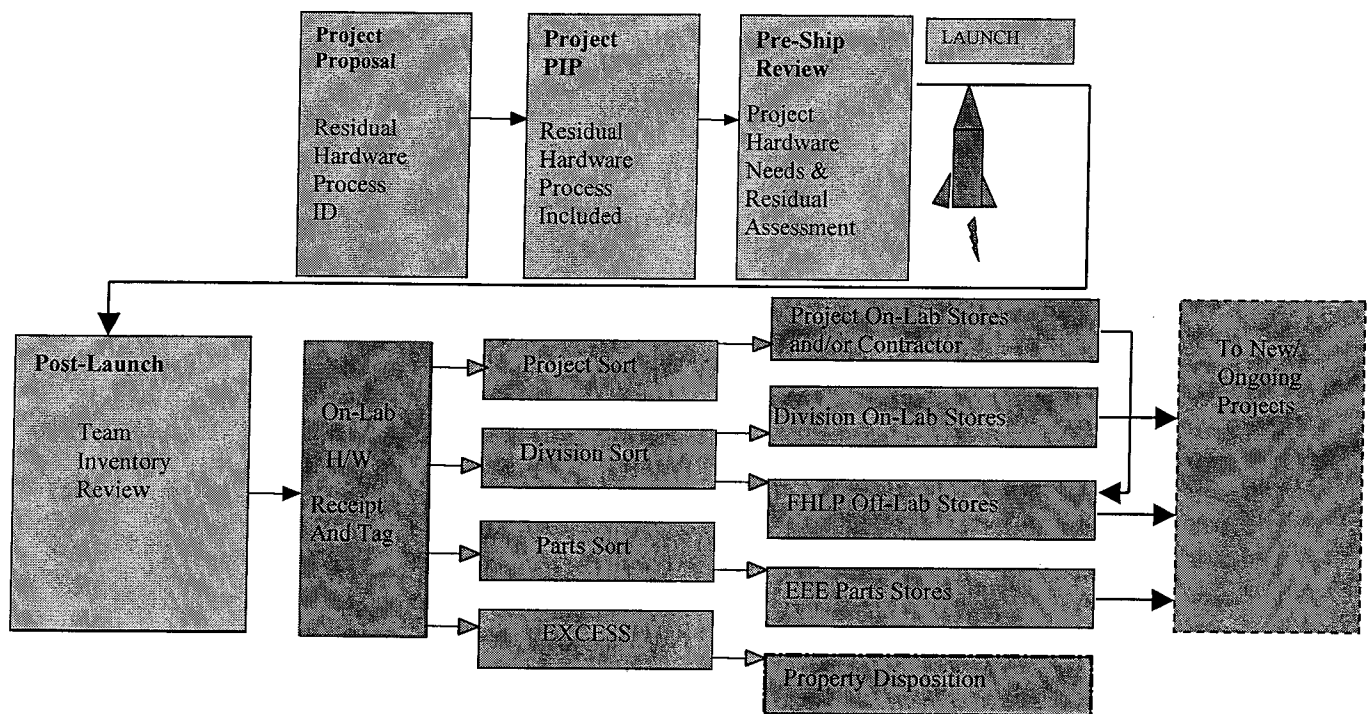 Project
Proposal
Residual
Hardware
Process
ID
Project
PIP
Residual
Hardware
Process
Included
Pre-Ship
Review
Project
Hardware
Needs &
Residual
Assessment
LAUNCH
Post-Launch
Team
Inventory
Review
On-Lab
H/W
Receipt
And Tag
Project Sort
Division Sort
Parts Sort
EXCESS
Project On-Lab Stores
and/or Contractor
Division On-Lab Stores
FHLP Off-Lab Stores
EEE Parts Stores
Property Disposition
To New/
Ongoing
Projects